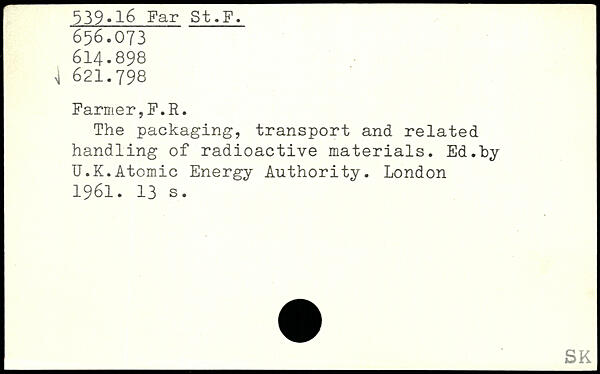 539.16 Far St.F.
656.073
614.898
√ 621.798
Farmer,F.R.
The packaging, transport and related
handling of radioactive materials. Ed.by
U.K.Atomic Energy Authority. London
1961. 13 s.
SK